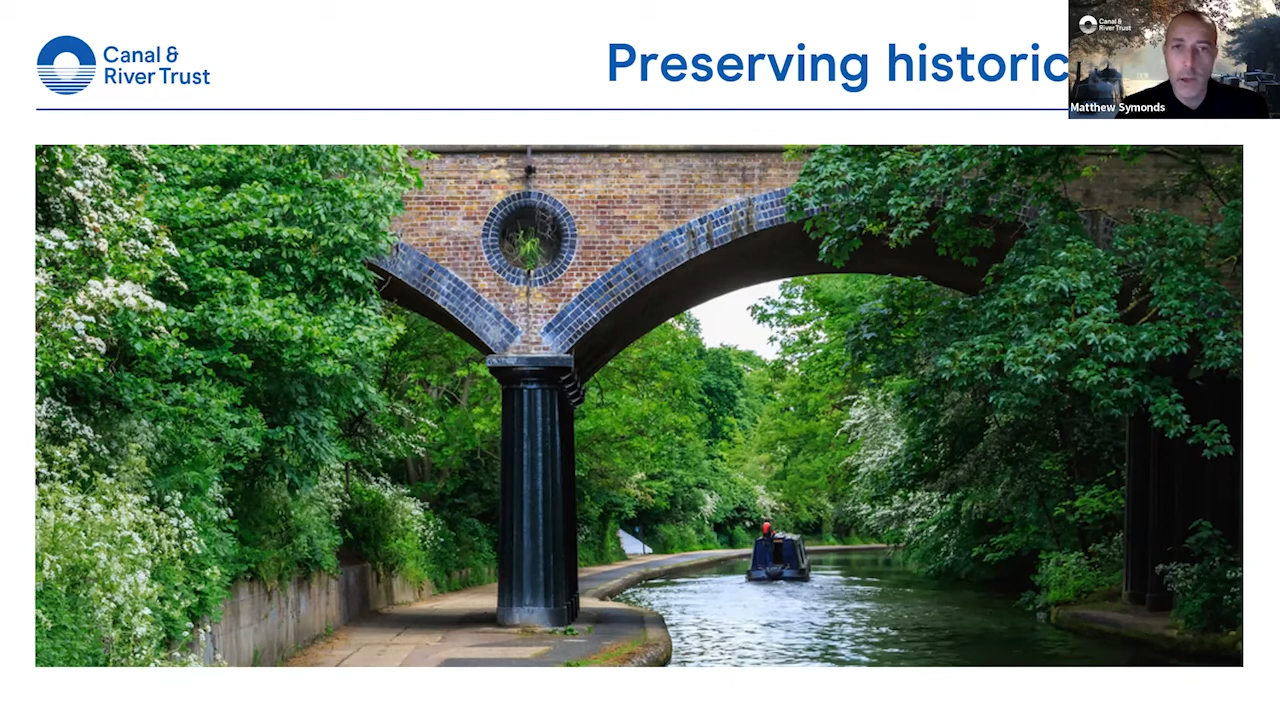 Canal &
River Trust
Preserving historic
Canal &
River Trust
Matthew Symonds